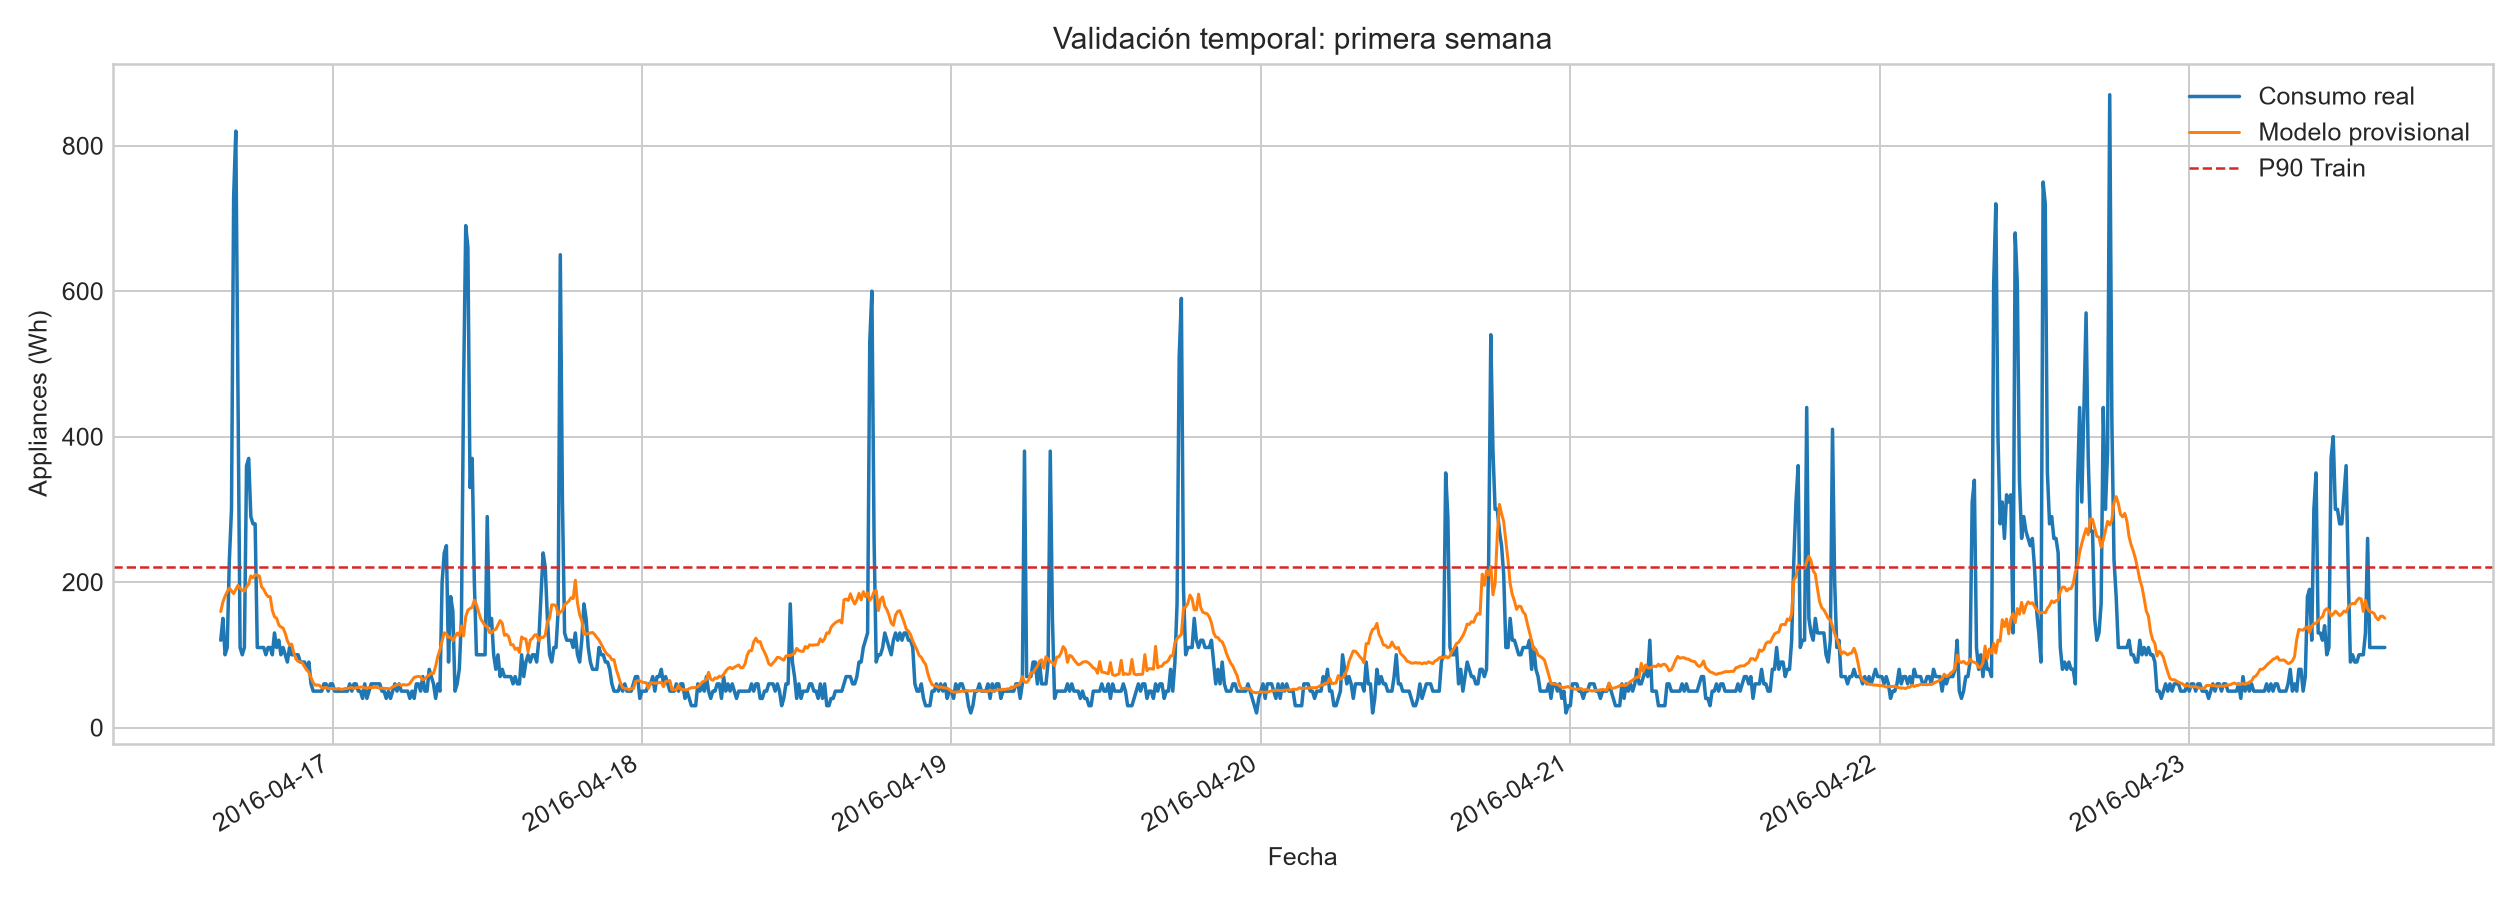 Validación temporal: primera semana
Consumo real
Modelo provisional
P90 Train
Appliances (Wh)
800
600
400
200
0
2016-04-17
2016-04-18
2016-04-19
2016-04-20
2016-04-21
2016-04-22
2016-04-23
Fecha